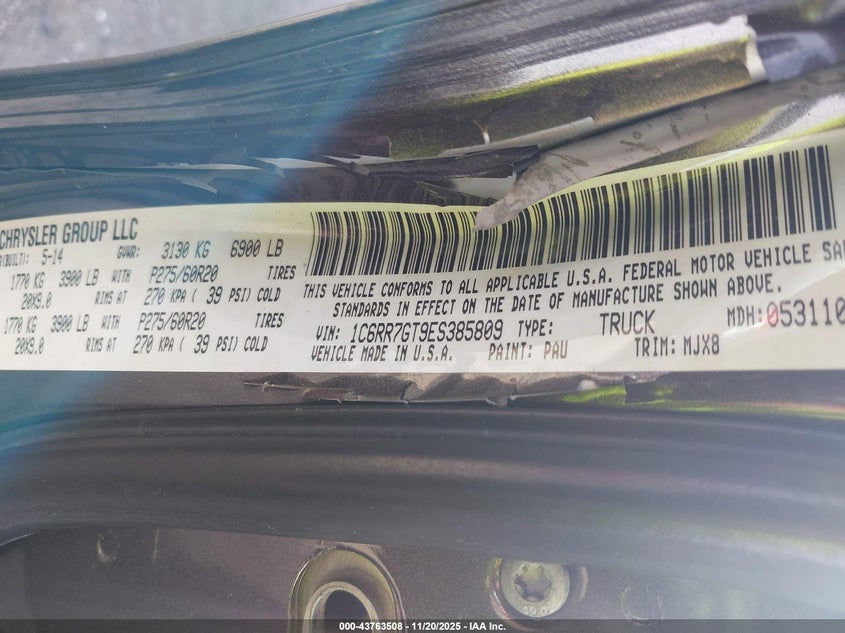 CHRYSLER GROUP LLC
(BUILT): 5-14 GVWR: 3130 KG 6900 LB
1770 KG 3900 LB WITH P275/60R20 TIRES
20X9.0 RIMS AT 270 KPA ( 39 PSI) COLD
1770 KG 3900 LB WITH P275/60R20 TIRES
20X9.0 RIMS AT 270 KPA ( 39 PSI) COLD
THIS VEHICLE CONFORMS TO ALL APPLICABLE U.S.A. FEDERAL MOTOR VEHICLE
STANDARDS IN EFFECT ON THE DATE OF MANUFACTURE SHOWN ABOVE.
VIN: 1C6RR7GT9ES385809 TYPE: TRUCK MDH: 053110
VEHICLE MADE IN U.S.A. PAINT: PAU TRIM: MJX8
000-43763508 - 11/20/2025 - IAA Inc.